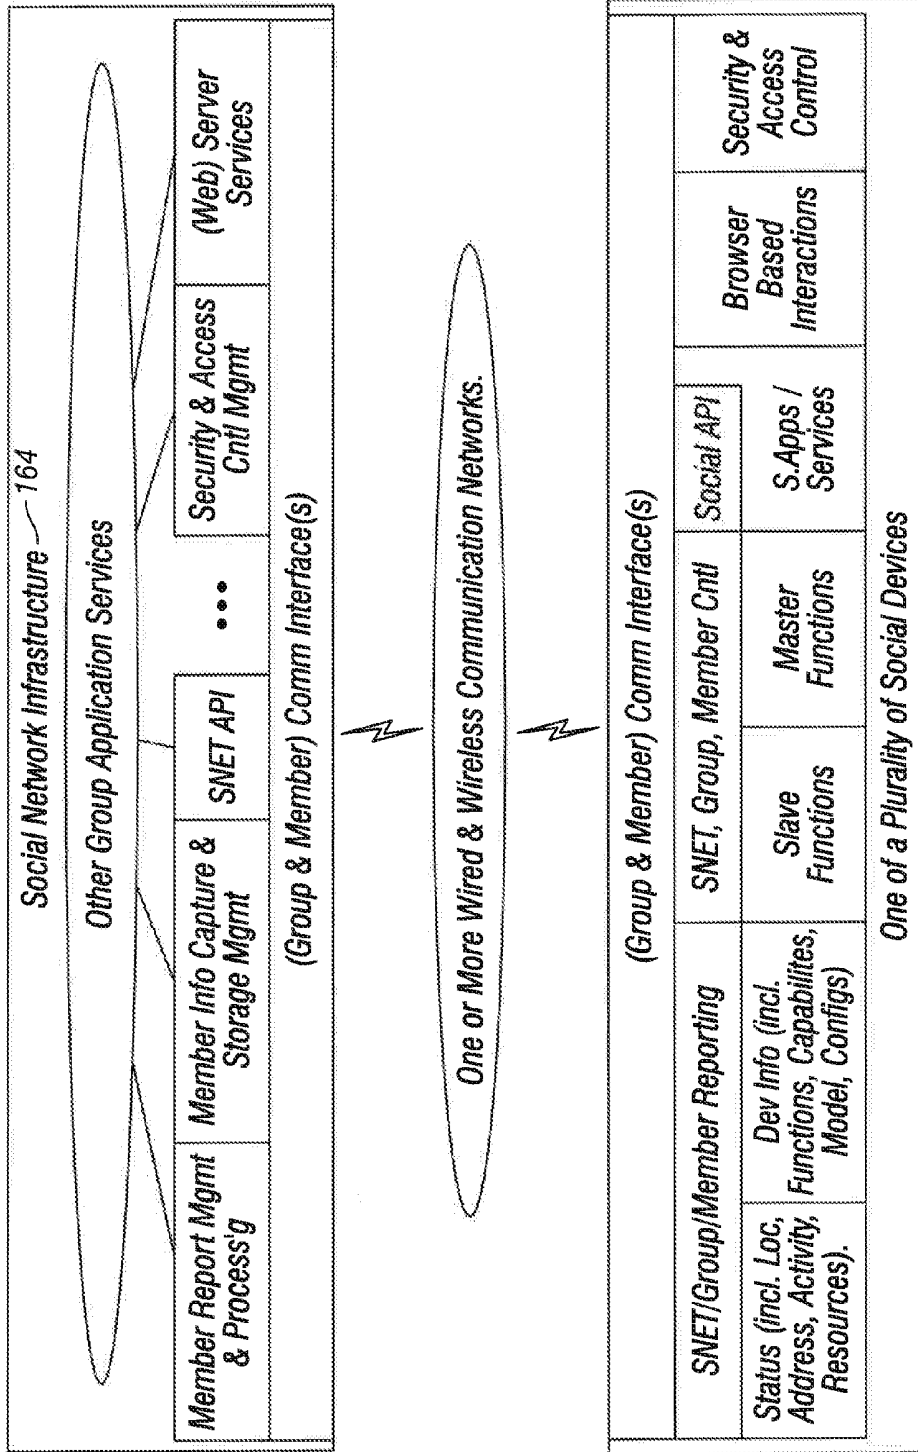 Social Network Infrastructure 164
Other Group Application Services
Member Report Mgmt
& Process'g
Member Info Capture &
Storage Mgmt
SNET API
•••
Security & Access
Cntl Mgmt
(Web) Server
Services
(Group & Member) Comm Interface(s)
One or More Wired & Wireless Communication Networks.
(Group & Member) Comm Interface(s)
SNET/Group/Member Reporting
Status (incl. Loc,
Address, Activity,
Resources).
Dev Info (incl.
Functions, Capabilites,
Model, Configs)
SNET, Group, Member Cntl
Slave
Functions
Master
Functions
Social API
S.Apps /
Services
Browser
Based
Interactions
Security &
Access
Control
One of a Plurality of Social Devices